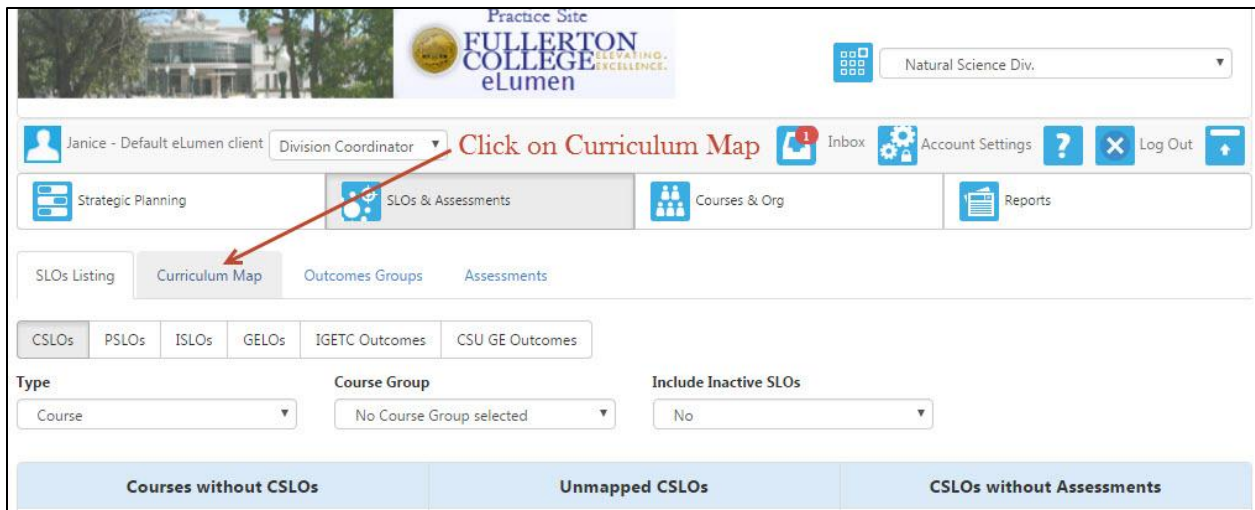 Practice Site
FULLERTON
COLLEGE ELEVATING. EXCELLENCE.
eLumen
Natural Science Div.
Janice - Default eLumen client Division Coordinator Click on Curriculum Map 1 Inbox Account Settings ? Log Out
Strategic Planning SLOs & Assessments Courses & Org Reports
SLOs Listing Curriculum Map Outcomes Groups Assessments
CSLOs PSLOs ISLOs GELOs IGETC Outcomes CSU GE Outcomes
Type Course Group Include Inactive SLOs
Course No Course Group selected No
Courses without CSLOs Unmapped CSLOs CSLOs without Assessments